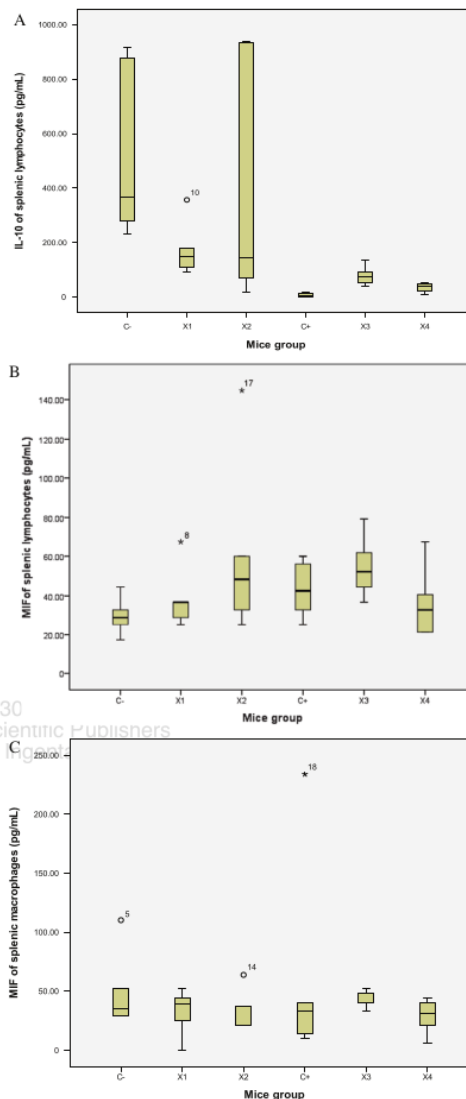 A
IL-10 of splenic lymphocytes (pg/mL)
1000.00
800.00
600.00
400.00
200.00
0
10
C- X1 X2 C+ X3 X4
Mice group
B
MIF of splenic lymphocytes (pg/mL)
140.00
120.00
100.00
80.00
60.00
40.00
20.00
0
8
17
C- X1 X2 C+ X3 X4
Mice group
30
cientific Publishers
C
MIF of splenic macrophages (pg/mL)
250.00
200.00
150.00
100.00
50.00
0
5
14
18
C- X1 X2 C+ X3 X4
Mice group